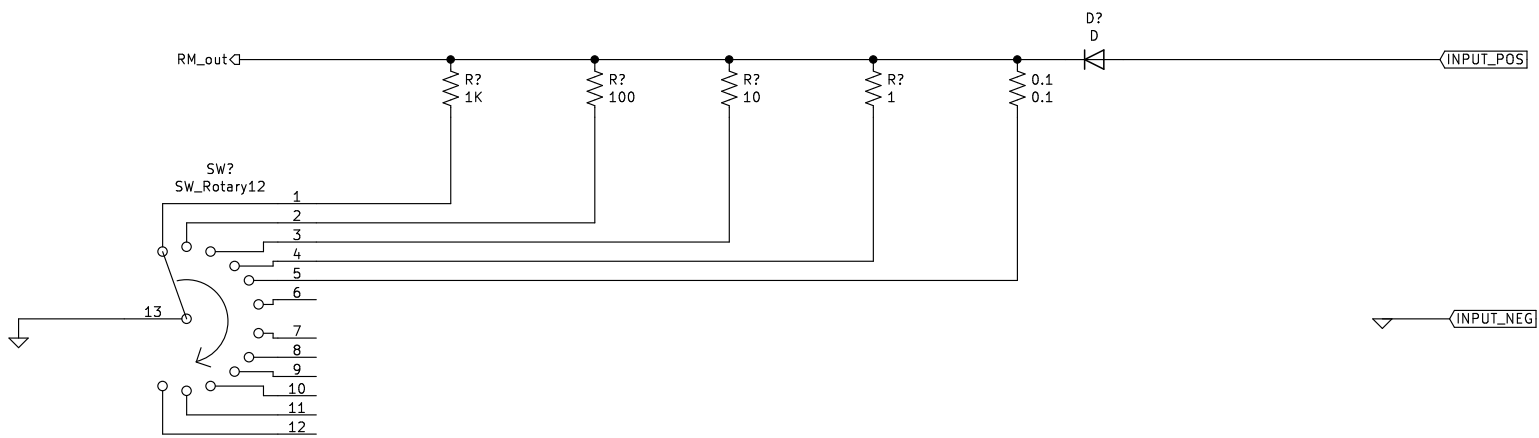 D?
D
RM_out
INPUT_POS
R?
1K
R?
100
R?
10
R?
1
0.1
0.1
SW?
SW_Rotary12
1
2
3
4
5
6
13
INPUT_NEG
7
8
9
10
11
12